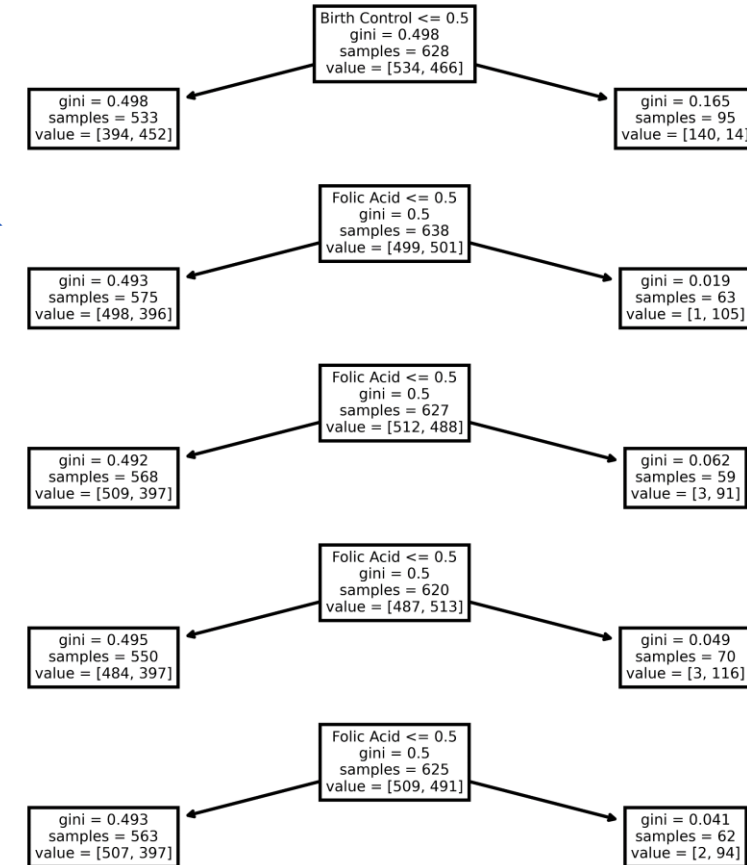 Birth Control <= 0.5
gini = 0.498
samples = 628
value = [534, 466]
gini = 0.498
samples = 533
value = [394, 452]
gini = 0.165
samples = 95
value = [140, 14]
Folic Acid <= 0.5
gini = 0.5
samples = 638
value = [499, 501]
gini = 0.493
samples = 575
value = [498, 396]
gini = 0.019
samples = 63
value = [1, 105]
Folic Acid <= 0.5
gini = 0.5
samples = 627
value = [512, 488]
gini = 0.492
samples = 568
value = [509, 397]
gini = 0.062
samples = 59
value = [3, 91]
Folic Acid <= 0.5
gini = 0.5
samples = 620
value = [487, 513]
gini = 0.495
samples = 550
value = [484, 397]
gini = 0.049
samples = 70
value = [3, 116]
Folic Acid <= 0.5
gini = 0.5
samples = 625
value = [509, 491]
gini = 0.493
samples = 563
value = [507, 397]
gini = 0.041
samples = 62
value = [2, 94]